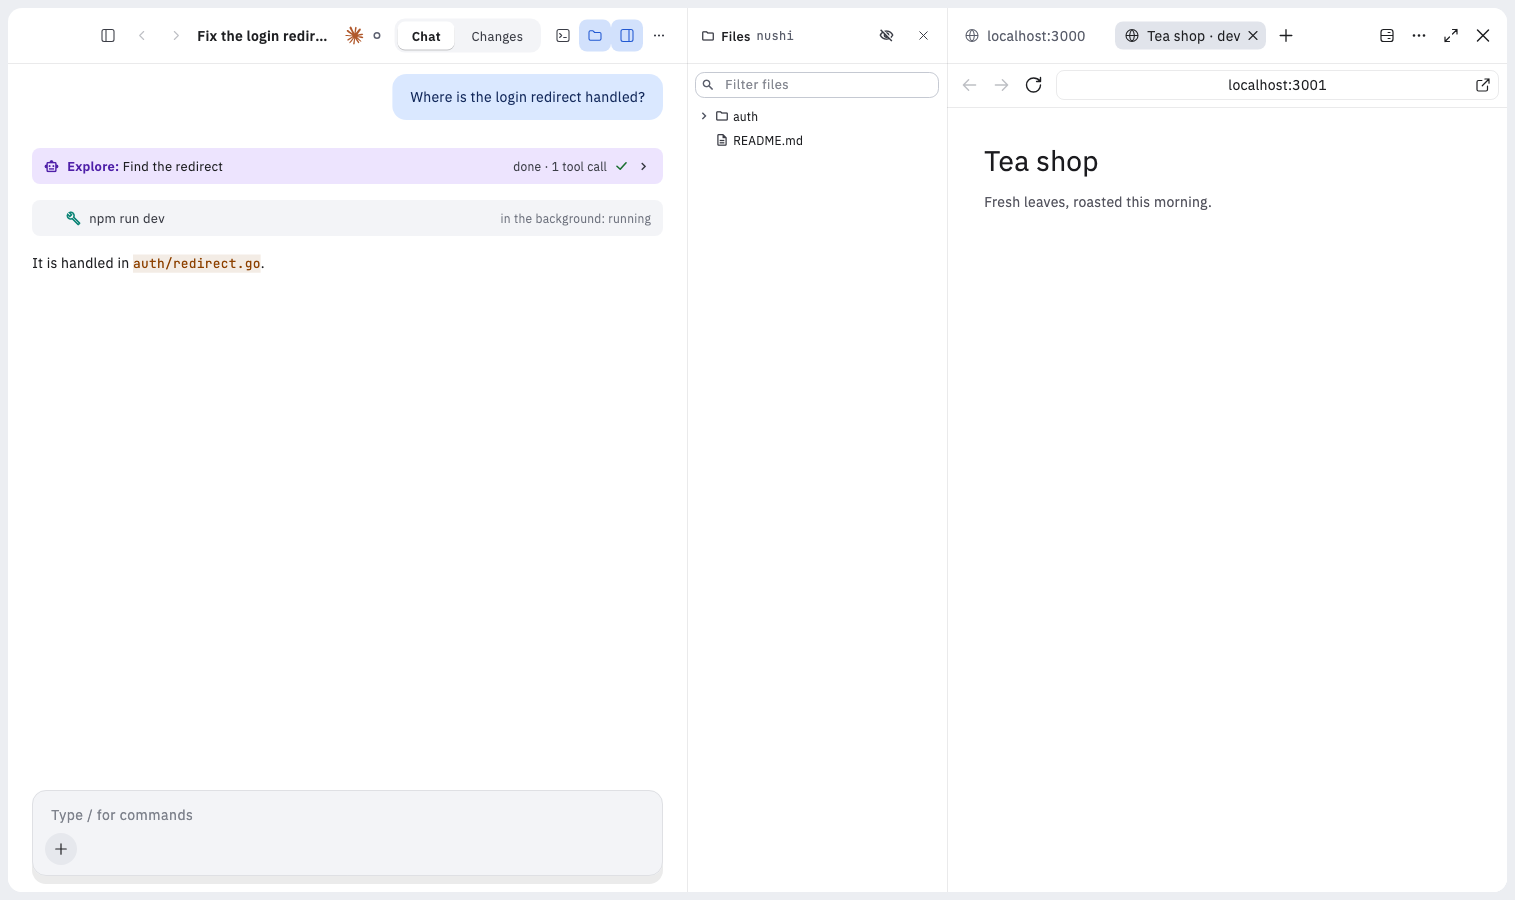 Fix the login redir...
Chat
Changes
Where is the login redirect handled?
Explore: Find the redirect
done · 1 tool call
npm run dev
in the background: running
It is handled in auth/redirect.go.
Type / for commands
Files nushi
Filter files
auth
README.md
localhost:3000
Tea shop · dev
localhost:3001
Tea shop
Fresh leaves, roasted this morning.